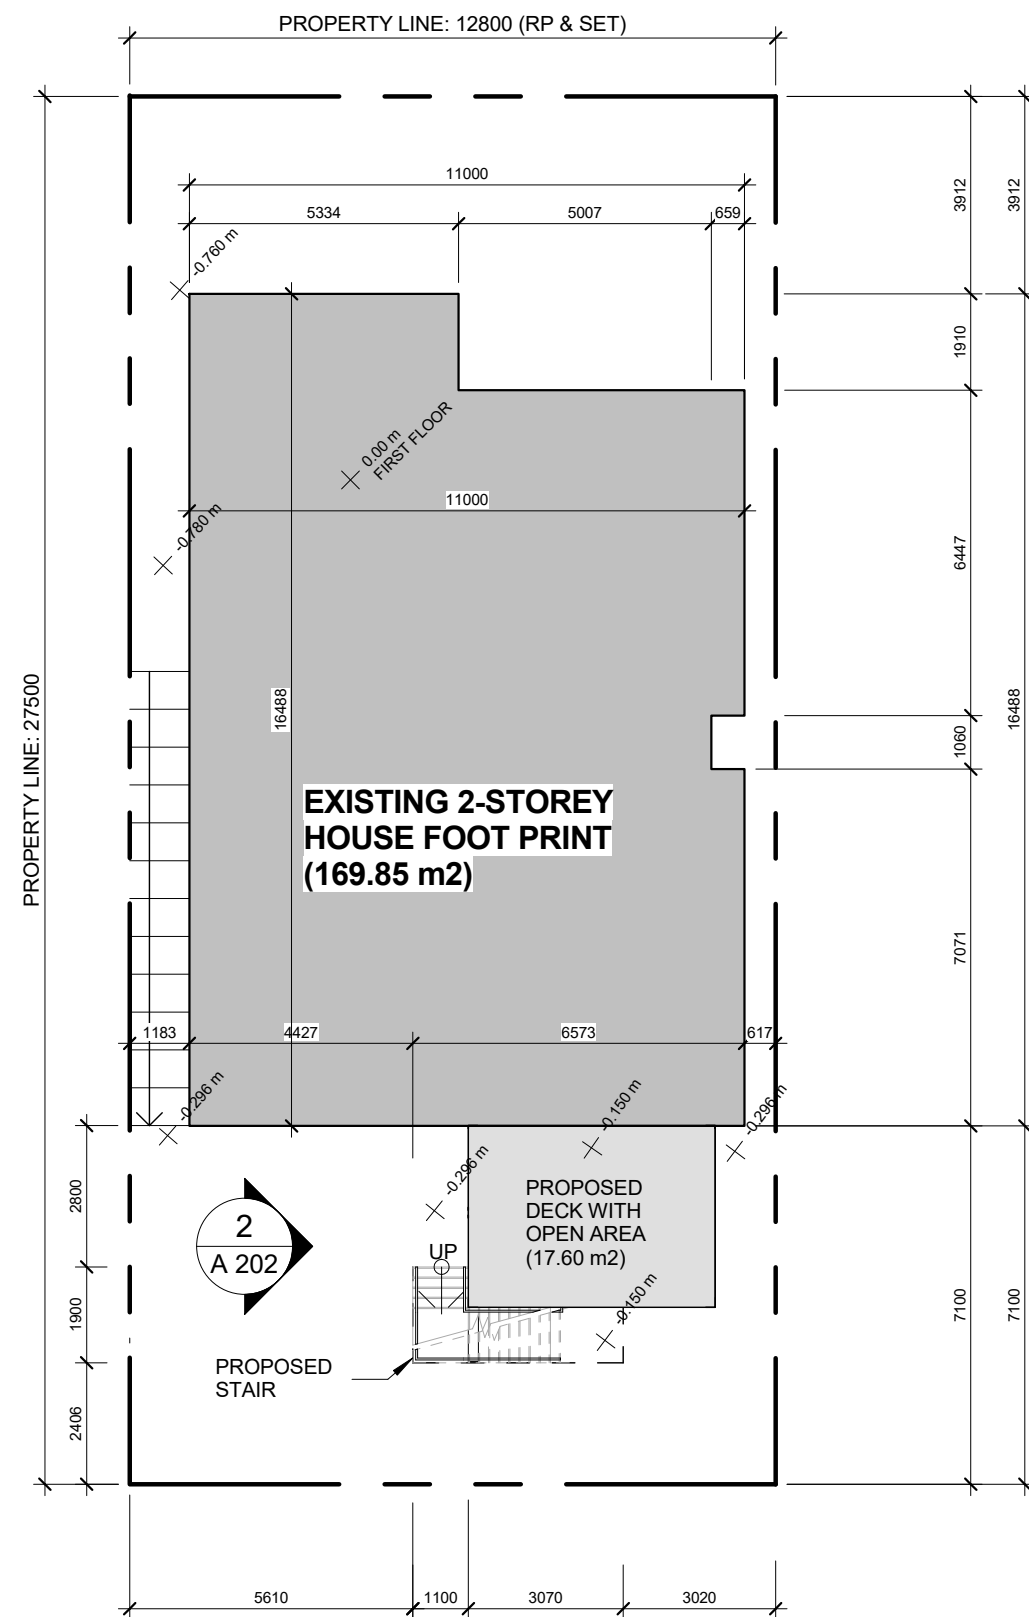 PROPERTY LINE: 12800 (RP & SET)
11000
5334
5007
659
3912
3912
-0.760 m
1910
0.00 m
FIRST FLOOR
11000
-0.780 m
6447
PROPERTY LINE: 27500
16488
16488
1060
EXISTING 2-STOREY
HOUSE FOOT PRINT
(169.85 m2)
7071
1183
4427
6573
617
-0.296 m
-0.150 m
-0.296 m
-0.296 m
2800
PROPOSED
DECK WITH
OPEN AREA
(17.60 m2)
2
A 202
UP
1900
-0.150 m
7100
7100
PROPOSED
STAIR
2406
5610
1100
3070
3020